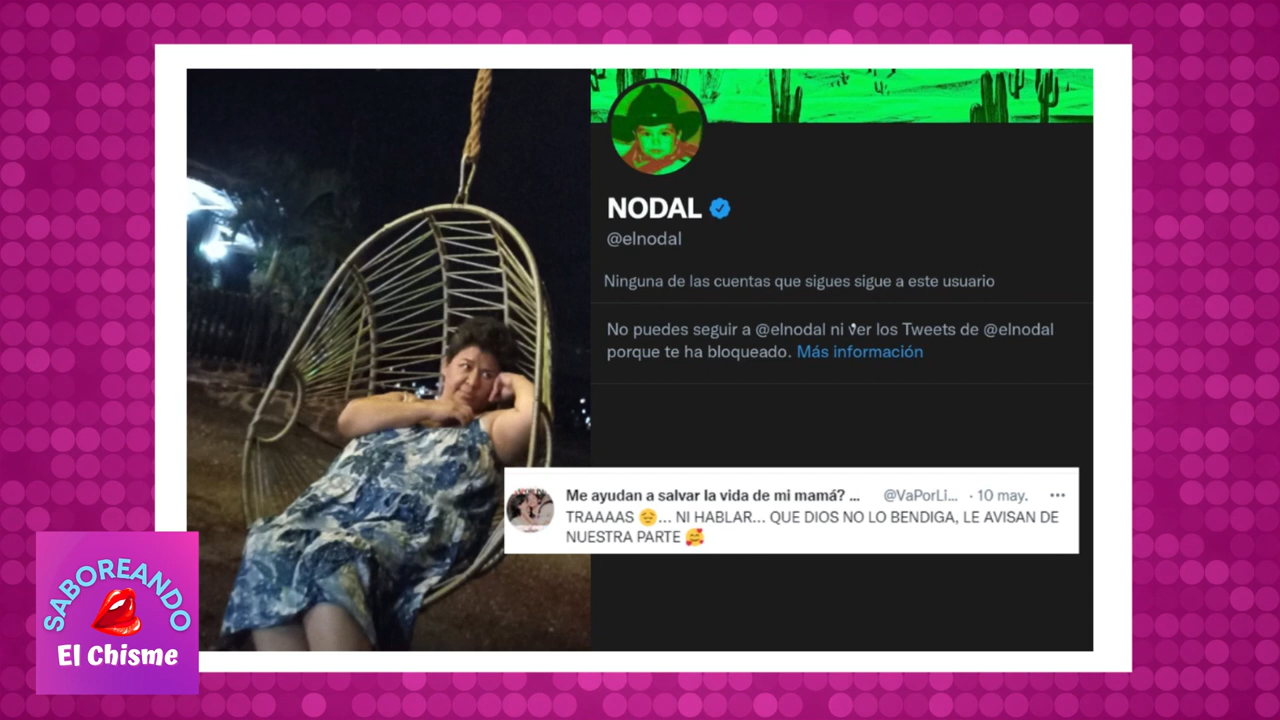 NODAL
@elnodal
Ninguna de las cuentas que sigues sigue a este usuario
No puedes seguir a @elnodal ni ver los Tweets de @elnodal
porque te ha bloqueado. Más información
Me ayudan a salvar la vida de mi mamá? ... @VaPorLi... · 10 may. ...
TRAAAAS 😔... NI HABLAR... QUE DIOS NO LO BENDIGA, LE AVISAN DE
NUESTRA PARTE 🥰
SABOREANDO
El Chisme